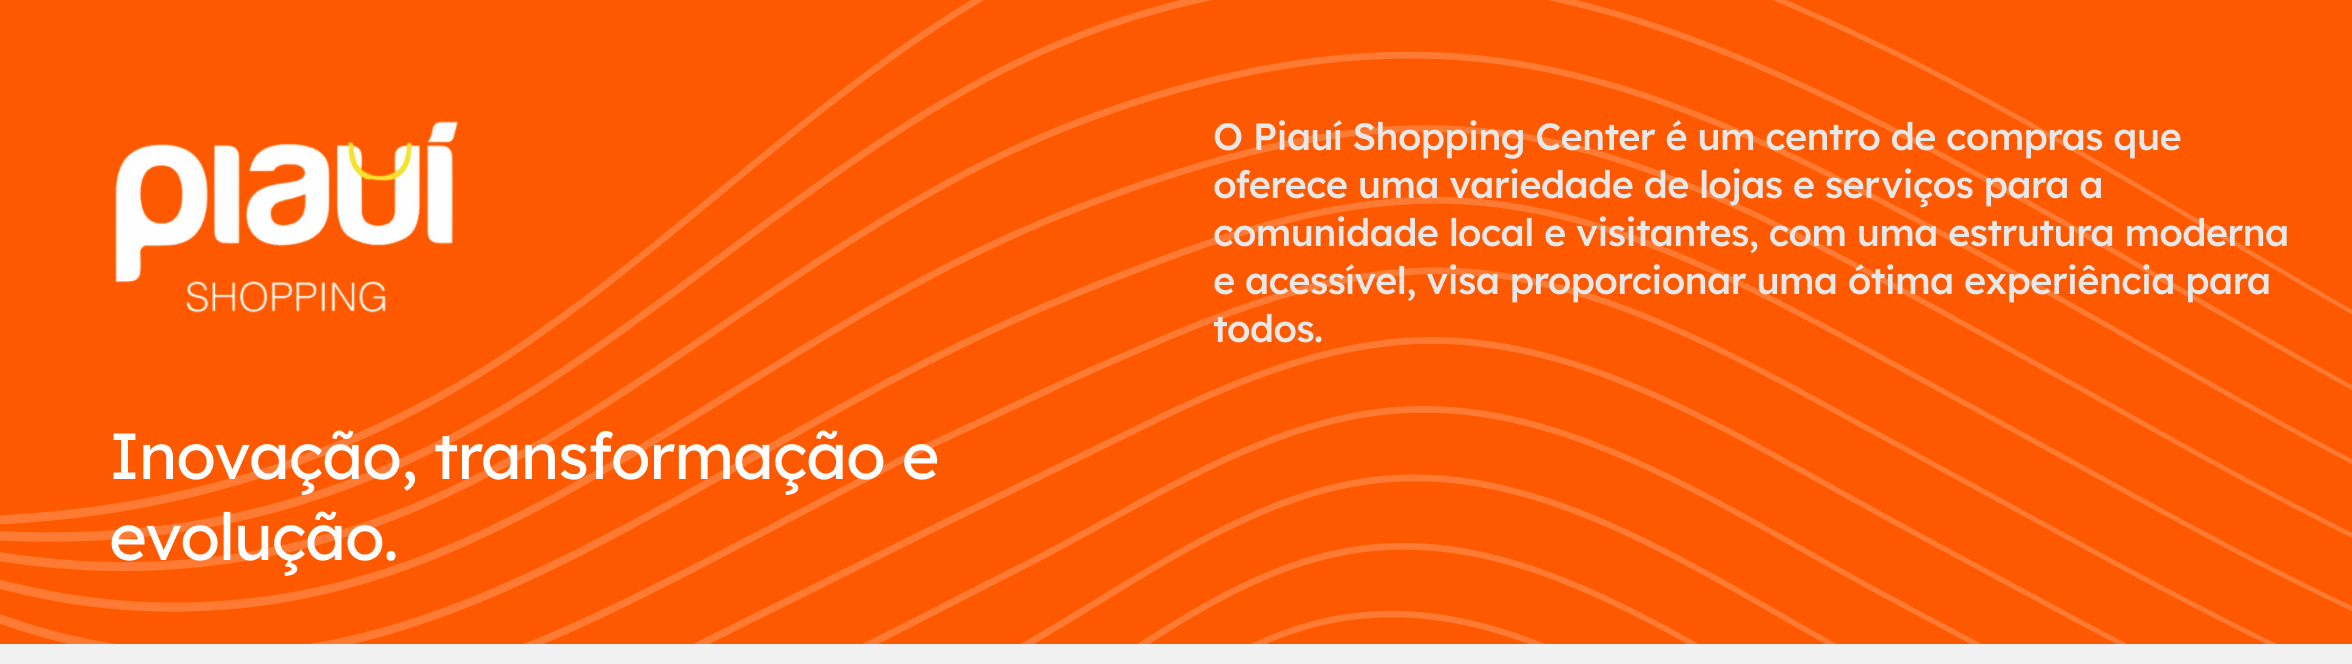 piauí
SHOPPING
Inovação, transformação e
evolução.
O Piauí Shopping Center é um centro de compras que
oferece uma variedade de lojas e serviços para a
comunidade local e visitantes, com uma estrutura moderna
e acessível, visa proporcionar uma ótima experiência para
todos.